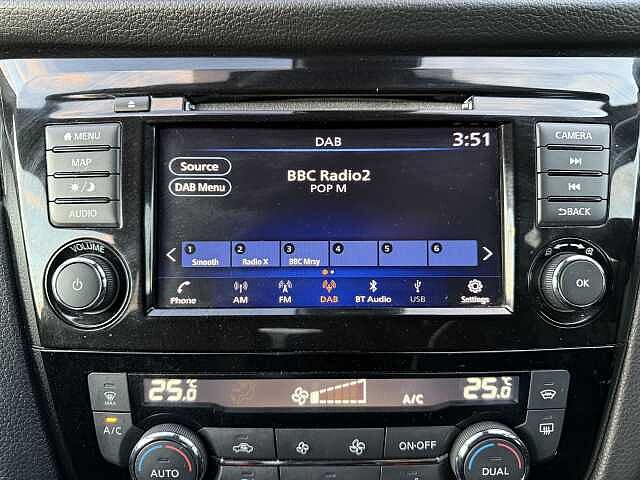 MENU
MAP
AUDIO
VOLUME
DAB
3:51
Source
DAB Menu
BBC Radio2
POP M
1 2 3 4 5 6
Smooth Radio X BBC Mrsy
Phone AM FM DAB BT Audio USB Settings
CAMERA
BACK
OK
25.0°C
A/C
25.0°C
MAX
A/C
AUTO
ON·OFF
DUAL